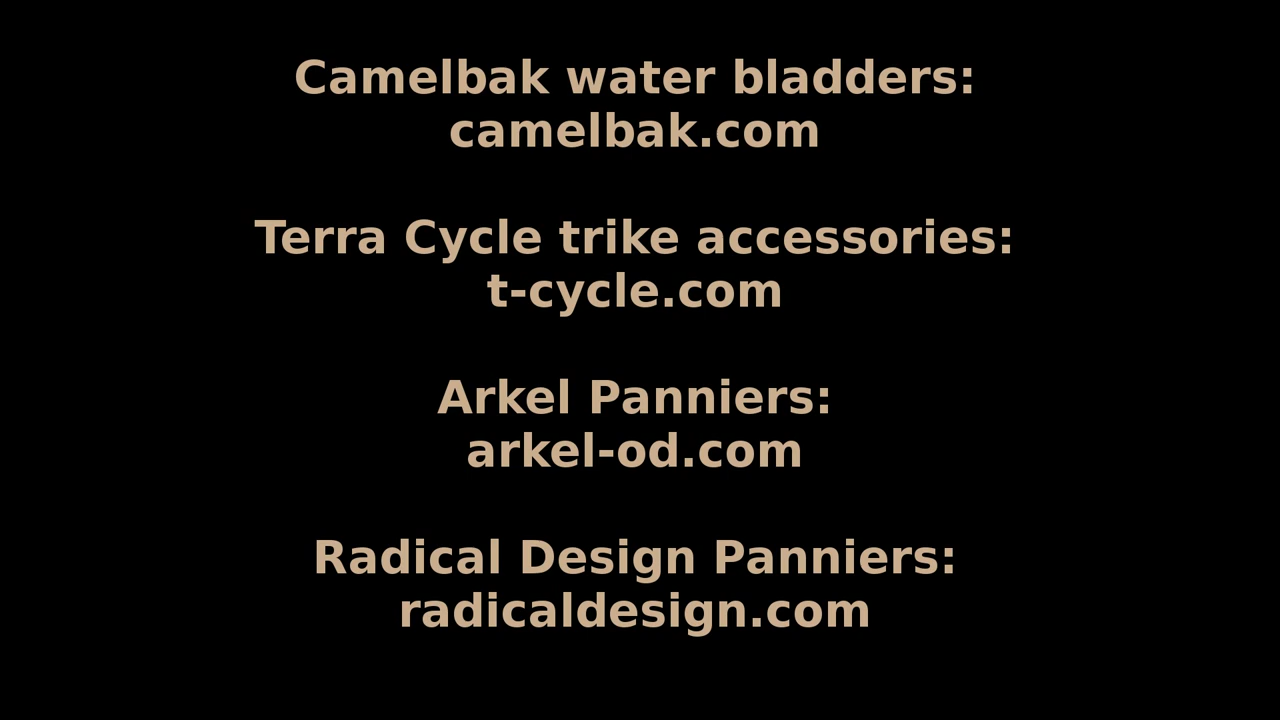 Camelbak water bladders:
camelbak.com
Terra Cycle trike accessories:
t-cycle.com
Arkel Panniers:
arkel-od.com
Radical Design Panniers:
radicaldesign.com